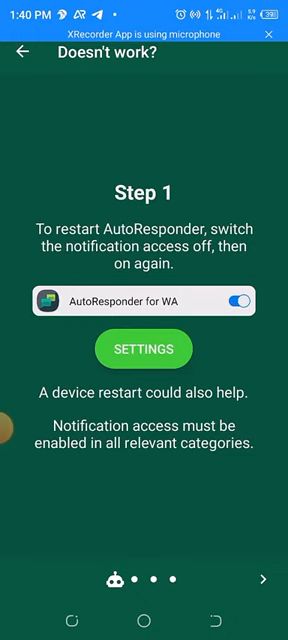 1:40 PM
XRecorder App is using microphone
Doesn't work?
Step 1
To restart AutoResponder, switch
the notification access off, then
on again.
AutoResponder for WA
SETTINGS
A device restart could also help.
Notification access must be
enabled in all relevant categories.